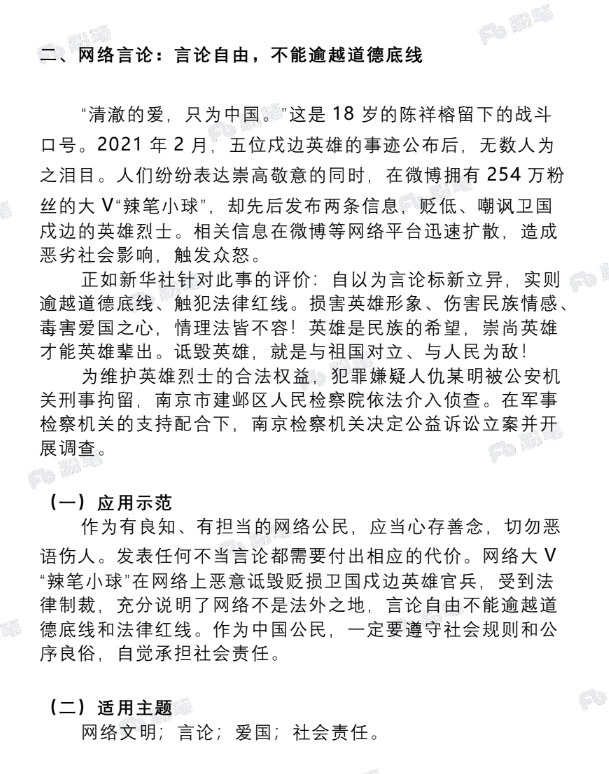 二、网络言论：言论自由，不能逾越道德底线
“清澈的爱，只为中国。”这是 18 岁的陈祥榕留下的战斗
口号。2021 年 2 月，五位戍边英雄的事迹公布后，无数人为
之泪目。人们纷纷表达崇高敬意的同时，在微博拥有 254 万粉
丝的大 V“辣笔小球”，却先后发布两条信息，贬低、嘲讽卫国
戍边的英雄烈士。相关信息在微博等网络平台迅速扩散，造成
恶劣社会影响，触发众怒。
正如新华社针对此事的评价：自以为言论标新立异，实则
逾越道德底线、触犯法律红线。损害英雄形象、伤害民族情感、
毒害爱国之心，情理法皆不容！英雄是民族的希望，崇尚英雄
才能英雄辈出。诋毁英雄，就是与祖国对立、与人民为敌！
为维护英雄烈士的合法权益，犯罪嫌疑人仇某明被公安机
关刑事拘留，南京市建邺区人民检察院依法介入侦查。在军事
检察机关的支持配合下，南京检察机关决定公益诉讼立案并开
展调查。
（一）应用示范
作为有良知、有担当的网络公民，应当心存善念，切勿恶
语伤人。发表任何不当言论都需要付出相应的代价。网络大 V
“辣笔小球”在网络上恶意诋毁贬损卫国戍边英雄官兵，受到法
律制裁，充分说明了网络不是法外之地，言论自由不能逾越道
德底线和法律红线。作为中国公民，一定要遵守社会规则和公
序良俗，自觉承担社会责任。
（二）适用主题
网络文明；言论；爱国；社会责任。